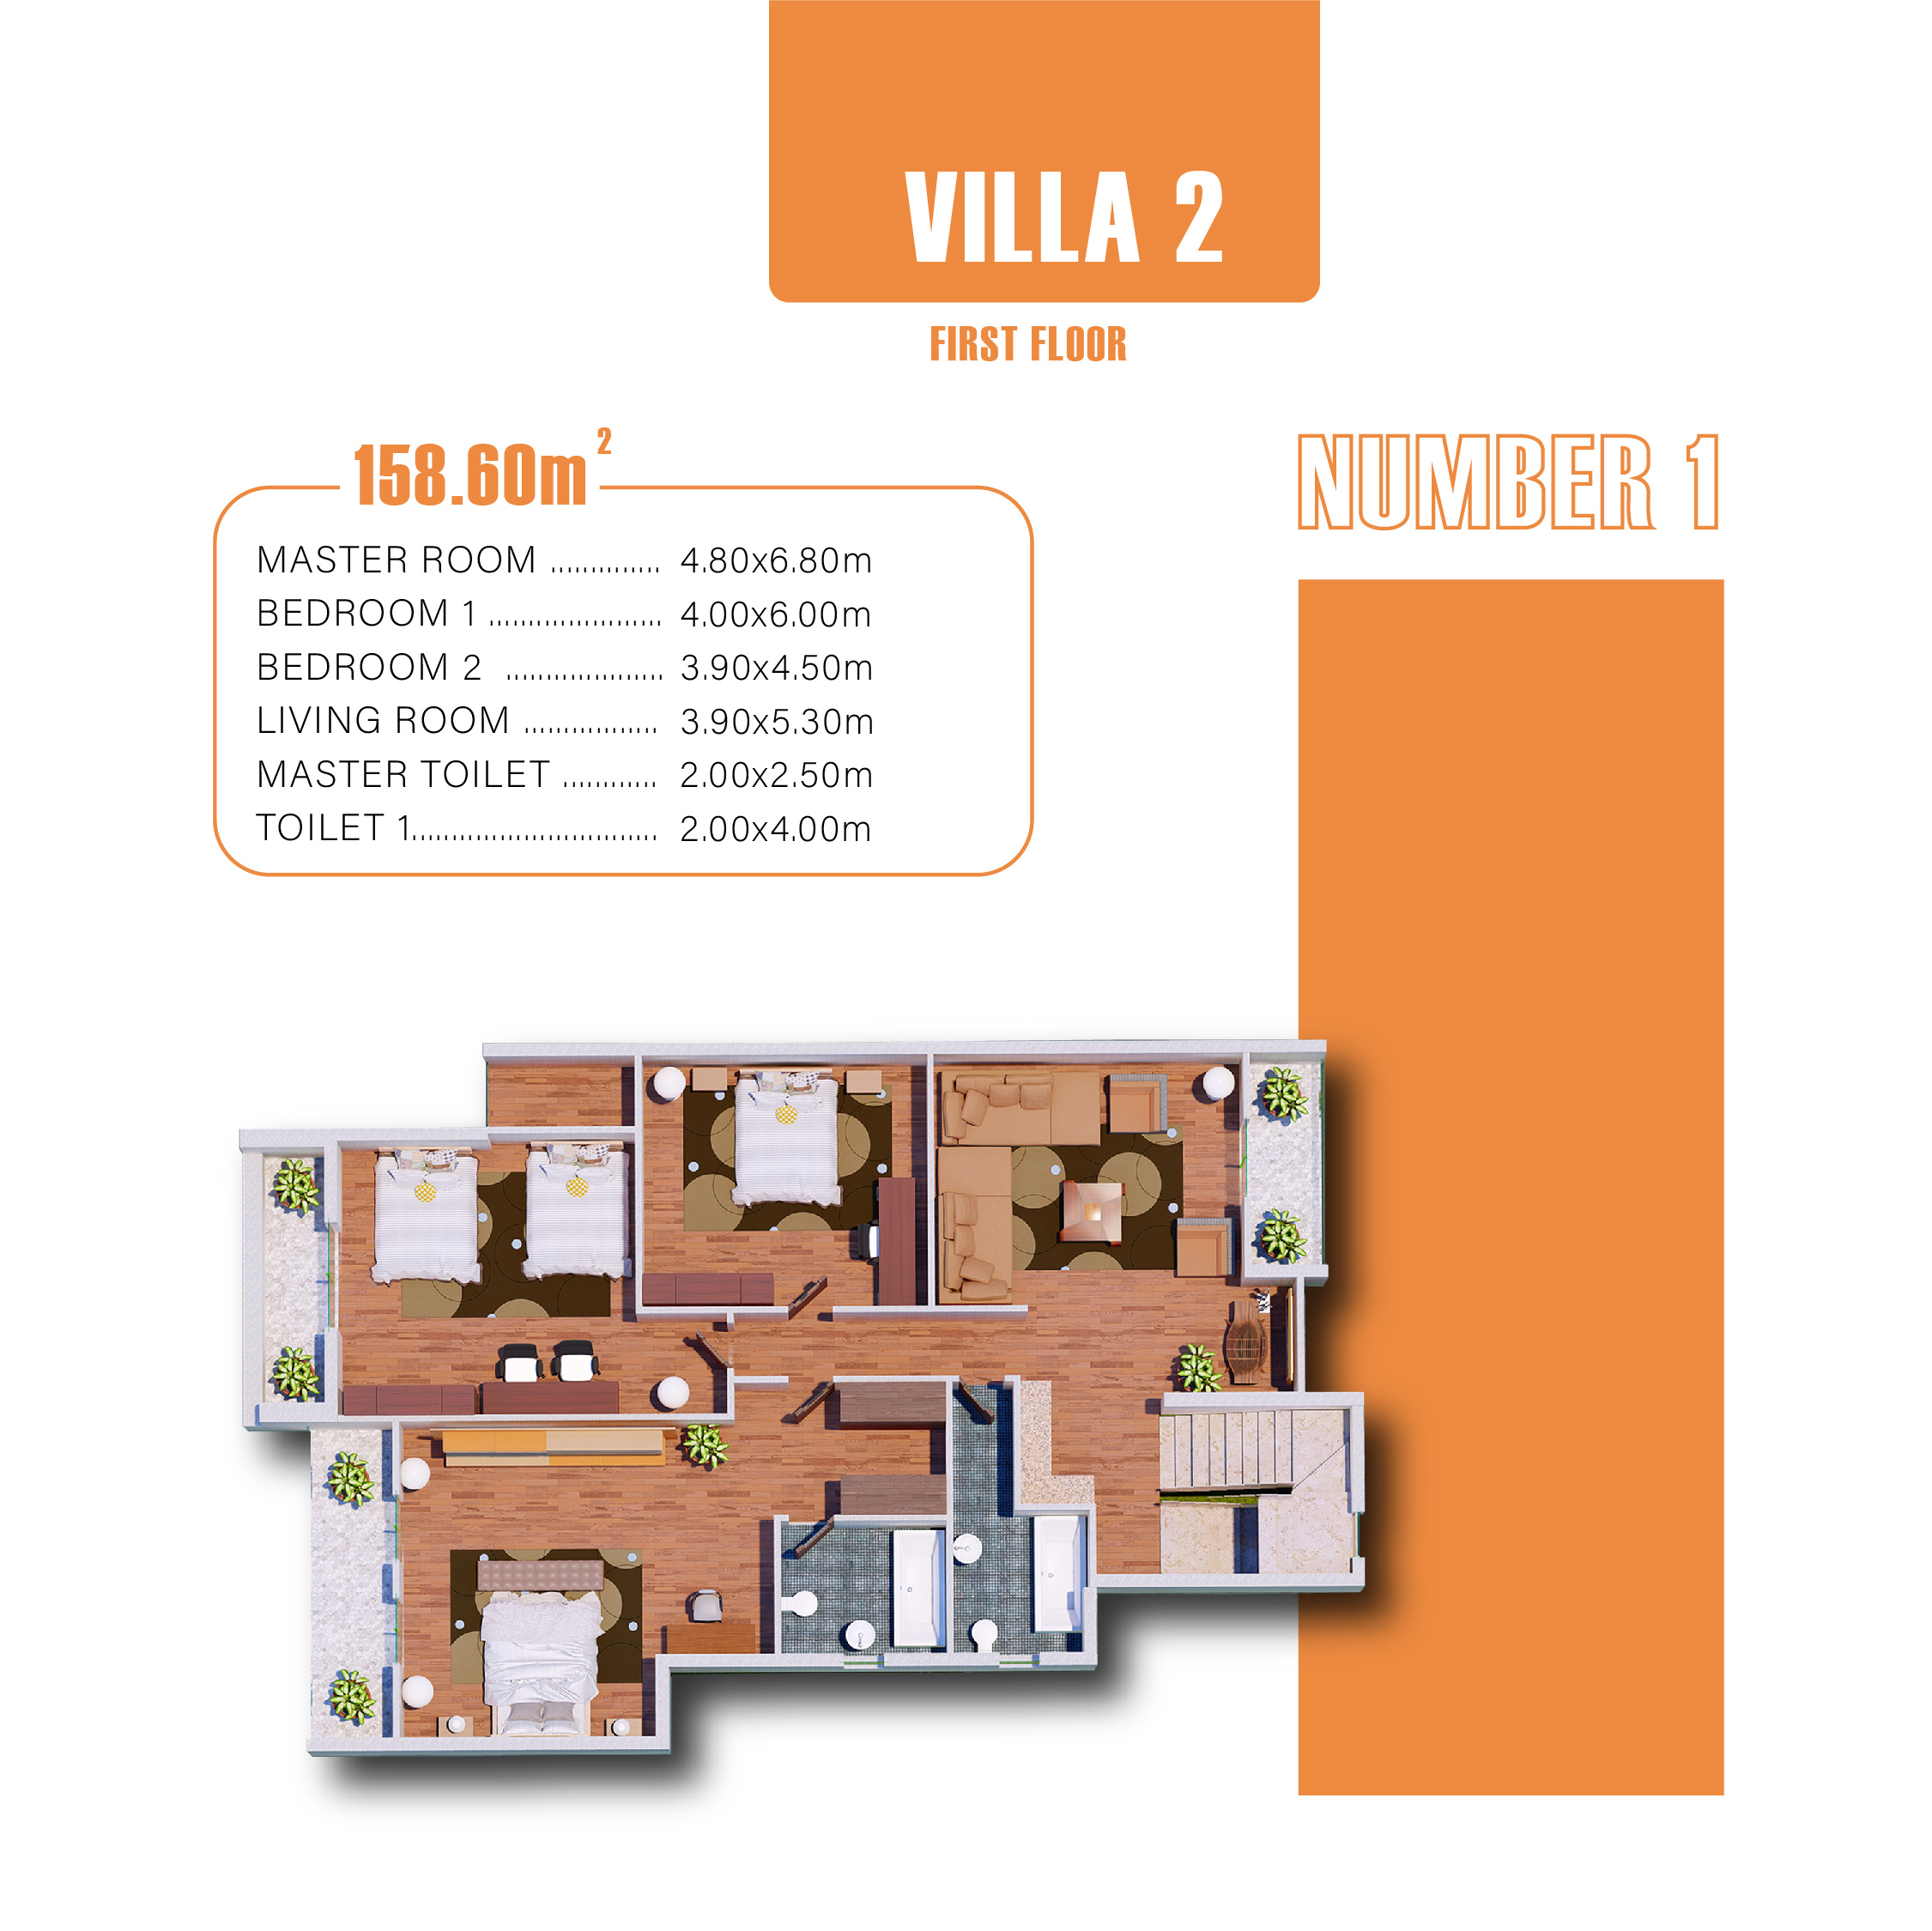 VILLA 2
FIRST FLOOR
NUMBER 1
158.60m²
MASTER ROOM .............. 4.80x6.80m
BEDROOM 1 ...................... 4.00x6.00m
BEDROOM 2 .................... 3.90x4.50m
LIVING ROOM ................. 3.90x5.30m
MASTER TOILET ............ 2.00x2.50m
TOILET 1............................... 2.00x4.00m